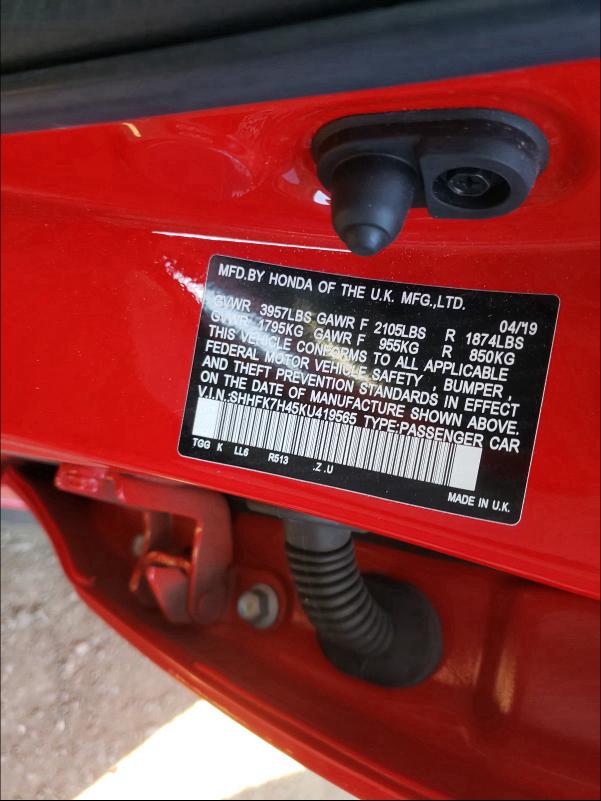 MFD.BY HONDA OF THE U.K. MFG.,LTD.
04/19
GVWR 3957LBS GAWR F 2105LBS R 1874LBS
GVWR 1795KG GAWR F 955KG R 850KG
THIS VEHICLE CONFORMS TO ALL APPLICABLE
FEDERAL MOTOR VEHICLE SAFETY , BUMPER ,
AND THEFT PREVENTION STANDARDS IN EFFECT
ON THE DATE OF MANUFACTURE SHOWN ABOVE.
V.I.N.:SHHFK7H45KU419565 TYPE:PASSENGER CAR
TGG K LL6 R513 .Z .U
MADE IN U.K.